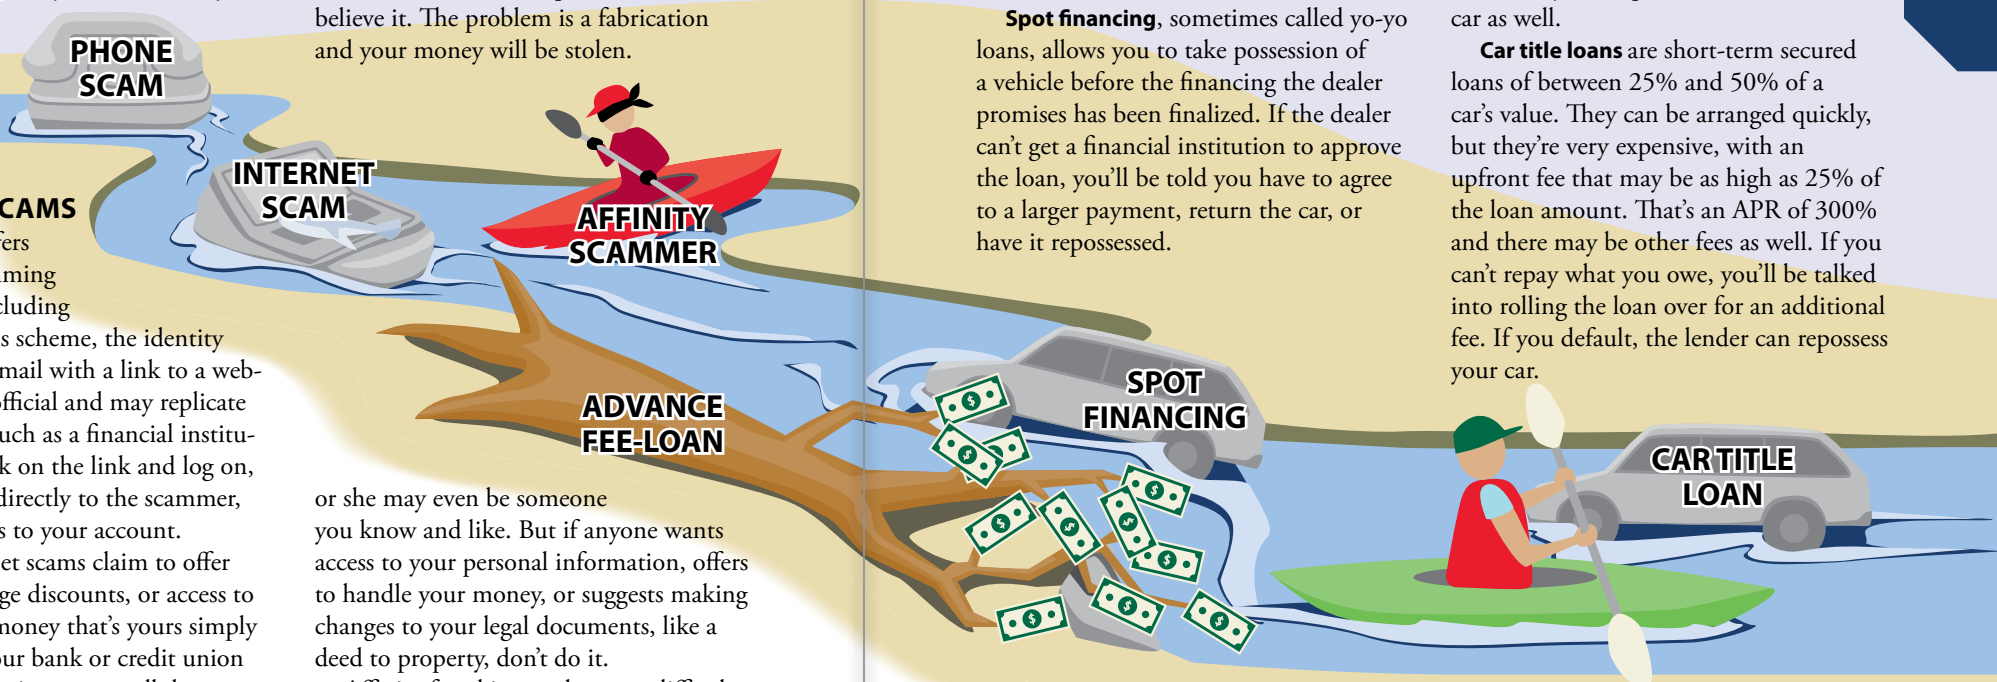 PHONE
SCAM
INTERNET
SCAM
AFFINITY
SCAMMER
ADVANCE
FEE-LOAN
SPOT
FINANCING
CAR TITLE
LOAN
scheme, the identity
with a link to a web-
and may replicate
as a financial institu-
on the link and log on,
directly to the scammer,
to your account.
scams claim to offer
discounts, or access to
that's yours simply
bank or credit union
believe it. The problem is a fabrication
and your money will be stolen.
or she may even be someone
you know and like. But if anyone wants
access to your personal information, offers
to handle your money, or suggests making
changes to your legal documents, like a
deed to property, don't do it.
Spot financing, sometimes called yo-yo
loans, allows you to take possession of
a vehicle before the financing the dealer
promises has been finalized. If the dealer
can't get a financial institution to approve
the loan, you'll be told you have to agree
to a larger payment, return the car, or
have it repossessed.
car as well.
Car title loans are short-term secured
loans of between 25% and 50% of a
car's value. They can be arranged quickly,
but they're very expensive, with an
upfront fee that may be as high as 25% of
the loan amount. That's an APR of 300%
and there may be other fees as well. If you
can't repay what you owe, you'll be talked
into rolling the loan over for an additional
fee. If you default, the lender can repossess
your car.